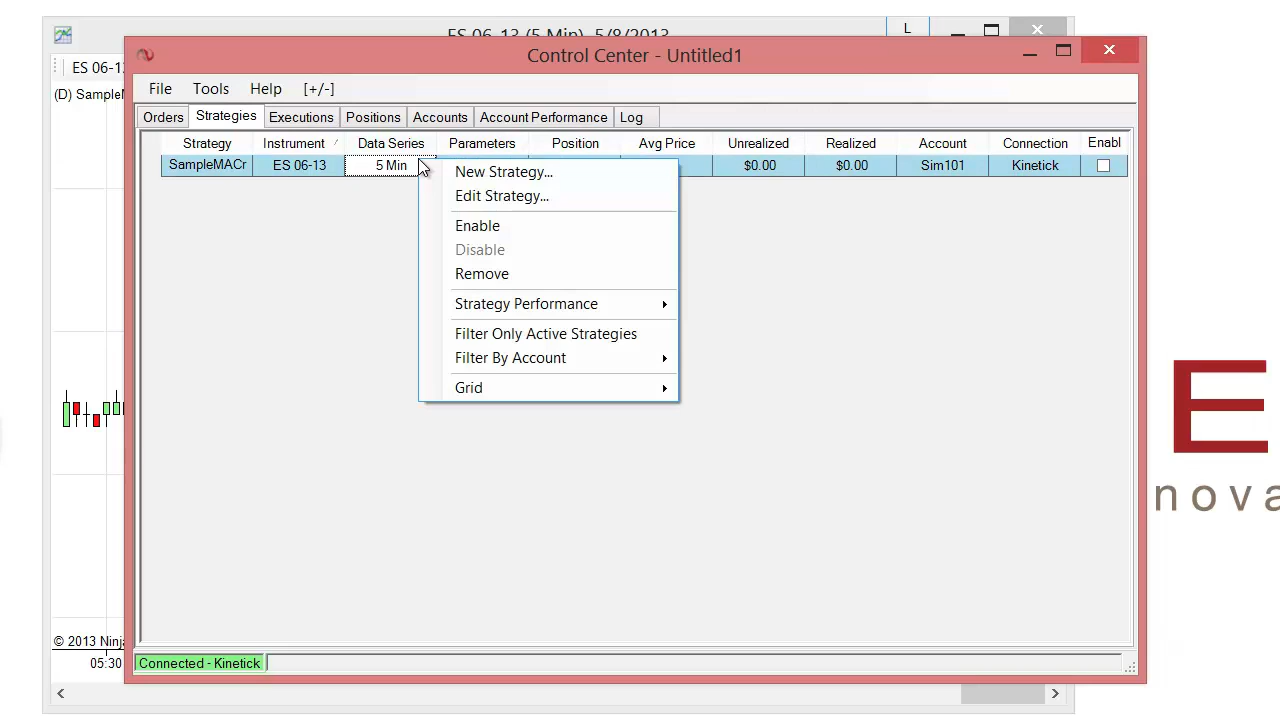 ES 06-13 (5 Min) 5/8/2013
L
Control Center - Untitled1
ES 06-13
(D) SampleM
File Tools Help [+/-]
Orders Strategies Executions Positions Accounts Account Performance Log
Strategy Instrument Data Series Parameters Position Avg Price Unrealized Realized Account Connection Enabl
SampleMACr ES 06-13 5 Min $0.00 $0.00 Sim101 Kinetick
New Strategy...
Edit Strategy...
Enable
Disable
Remove
Strategy Performance
Filter Only Active Strategies
Filter By Account
Grid
E
nova
© 2013 Ninja
05:30
Connected - Kinetick